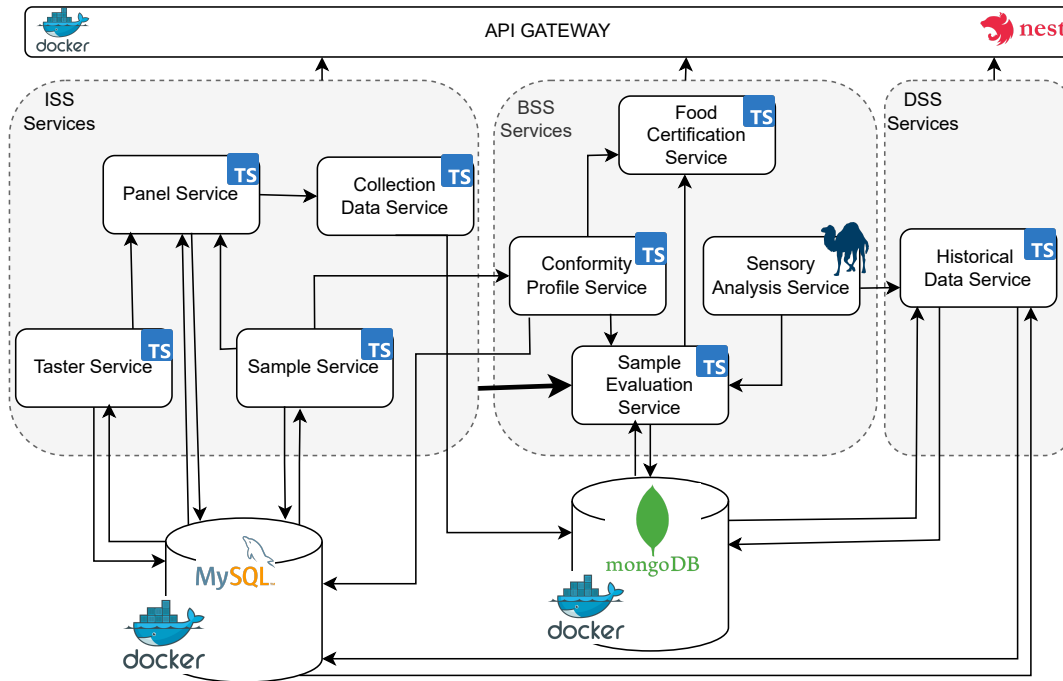 docker
API GATEWAY
nest
ISS
Services
BSS
Services
DSS
Services
Food
Certification
Service
TS
Panel Service
TS
Collection
Data Service
TS
Conformity
Profile Service
TS
Sensory
Analysis Service
Historical
Data Service
TS
Taster Service
TS
Sample Service
TS
Sample
Evaluation
Service
TS
MySQL
docker
mongoDB
docker